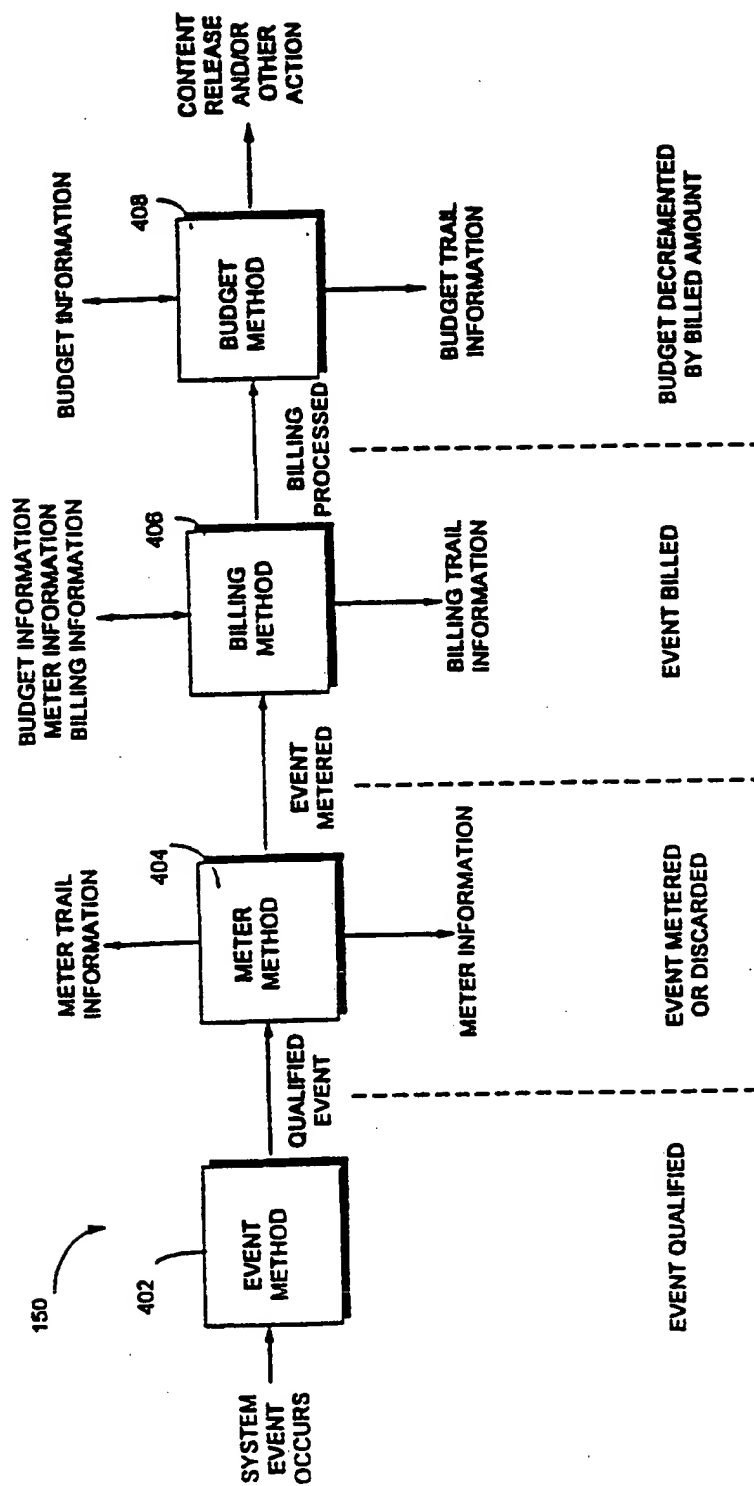 150
SYSTEM
EVENT
OCCURS
402
EVENT
METHOD
QUALIFIED
EVENT
EVENT QUALIFIED
METER TRAIL
INFORMATION
404
METER
METHOD
EVENT
METERED
METER INFORMATION
EVENT METERED
OR DISCARDED
BUDGET INFORMATION
METER INFORMATION
BILLING INFORMATION
406
BILLING
METHOD
BILLING
PROCESSED
BILLING TRAIL
INFORMATION
EVENT BILLED
BUDGET INFORMATION
408
BUDGET
METHOD
CONTENT
RELEASE
AND/OR
OTHER
ACTION
BUDGET TRAIL
INFORMATION
BUDGET DECREMENTED
BY BILLED AMOUNT